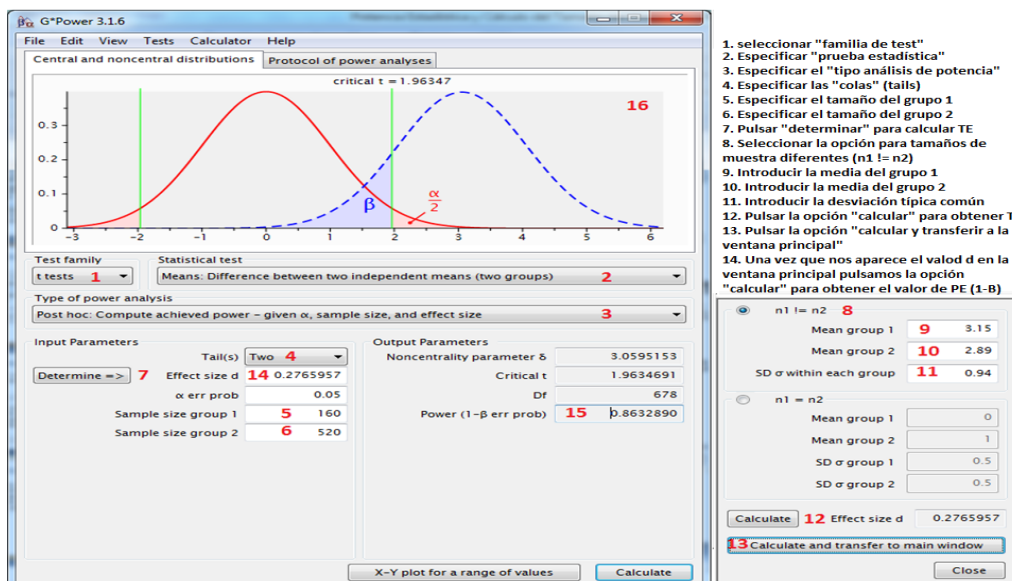 G*Power 3.1.6
File Edit View Tests Calculator Help
Central and noncentral distributions Protocol of power analyses
critical t = 1.96347
16
0.3
0.2
0.1
0
β
α
2
-3 -2 -1 0 1 2 3 4 5 6
Test family Statistical test
t tests 1 Means: Difference between two independent means (two groups) 2
Type of power analysis
Post hoc: Compute achieved power - given α, sample size, and effect size 3
Input Parameters Output Parameters
Tail(s) Two 4 Noncentrality parameter δ 3.0595153
Determine => 7 Effect size d 14 0.2765957 Critical t 1.9634691
α err prob 0.05 Df 678
Sample size group 1 5 160 Power (1-β err prob) 15 0.8632890
Sample size group 2 6 520
X-Y plot for a range of values Calculate
1. seleccionar "familia de test"
2. Especificar "prueba estadística"
3. Especificar el "tipo análisis de potencia"
4. Especificar las "colas" (tails)
5. Especificar el tamaño del grupo 1
6. Especificar el tamaño del grupo 2
7. Pulsar "determinar" para calcular TE
8. Seleccionar la opción para tamaños de
muestra diferentes (n1 != n2)
9. Introducir la media del grupo 1
10. Introducir la media del grupo 2
11. Introducir la desviación típica común
12. Pulsar la opción "calcular" para obtener T
13. Pulsar la opción "calcular y transferir a la
ventana principal"
14. Una vez que nos aparece el valod d en la
ventana principal pulsamos la opción
"calcular" para obtener el valor de PE (1-B)
n1 != n2 8
Mean group 1 9 3.15
Mean group 2 10 2.89
SD σ within each group 11 0.94
n1 = n2
Mean group 1 0
Mean group 2 1
SD σ group 1 0.5
SD σ group 2 0.5
Calculate 12 Effect size d 0.2765957
13 Calculate and transfer to main window
Close